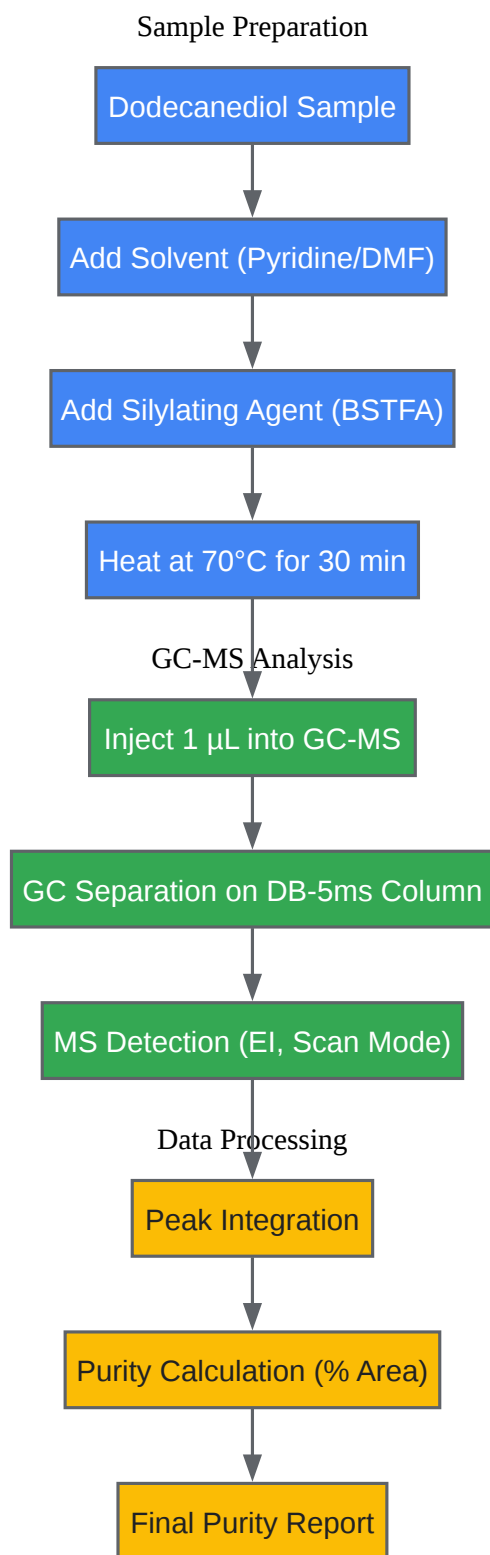 Sample Preparation
Dodecanediol Sample
Add Solvent (Pyridine/DMF)
Add Silylating Agent (BSTFA)
Heat at 70°C for 30 min
GC-MS Analysis
Inject 1 µL into GC-MS
GC Separation on DB-5ms Column
MS Detection (EI, Scan Mode)
Data Processing
Peak Integration
Purity Calculation (% Area)
Final Purity Report